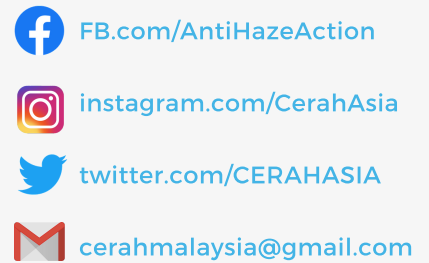 FB.com/AntiHazeAction
instagram.com/CerahAsia
twitter.com/CERAHASIA
cerahmalaysia@gmail.com